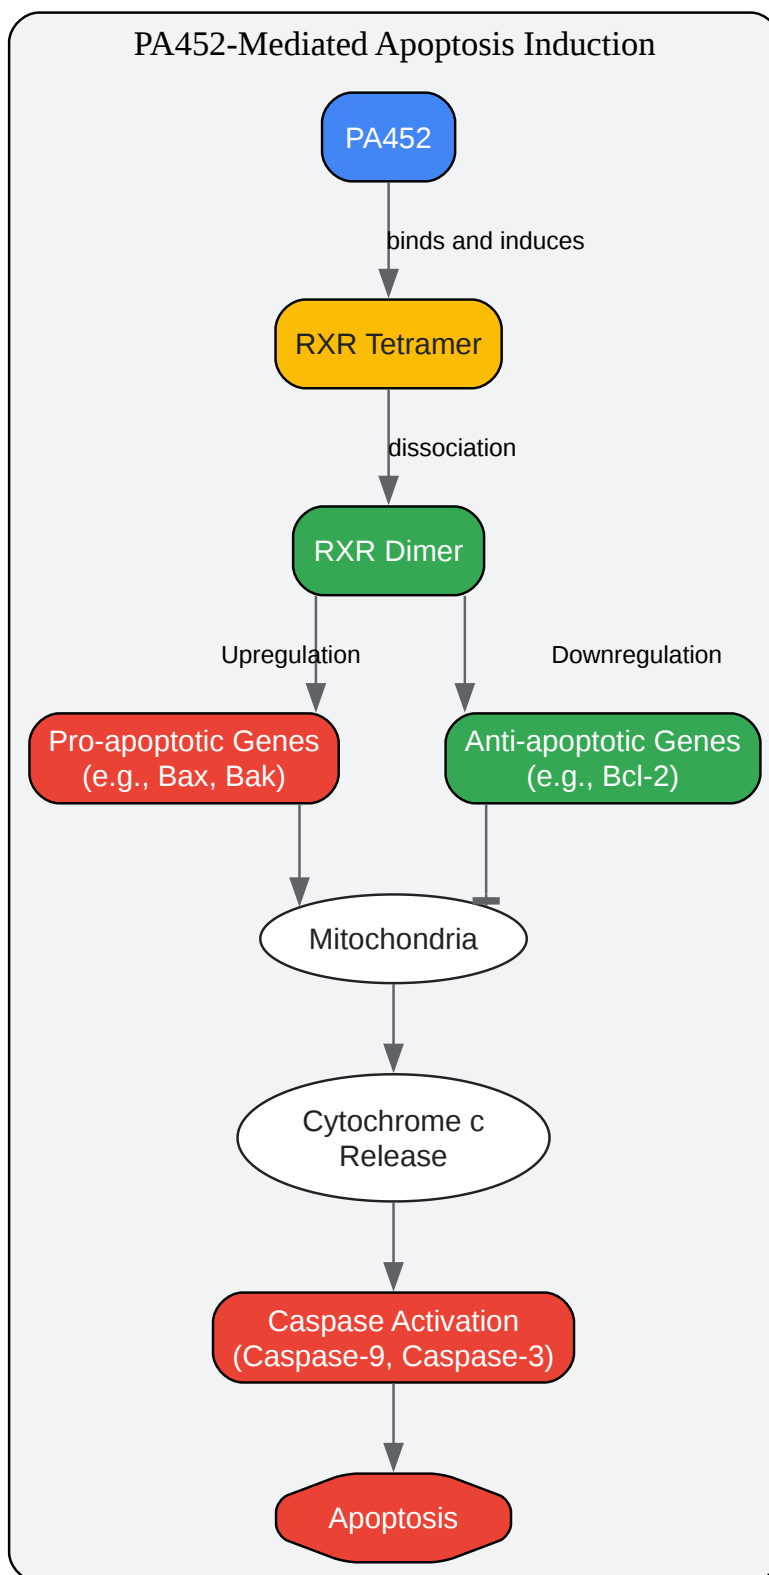 PA452-Mediated Apoptosis Induction
PA452
binds and induces
RXR Tetramer
dissociation
RXR Dimer
Upregulation
Downregulation
Pro-apoptotic Genes
(e.g., Bax, Bak)
Anti-apoptotic Genes
(e.g., Bcl-2)
Mitochondria
Cytochrome c
Release
Caspase Activation
(Caspase-9, Caspase-3)
Apoptosis